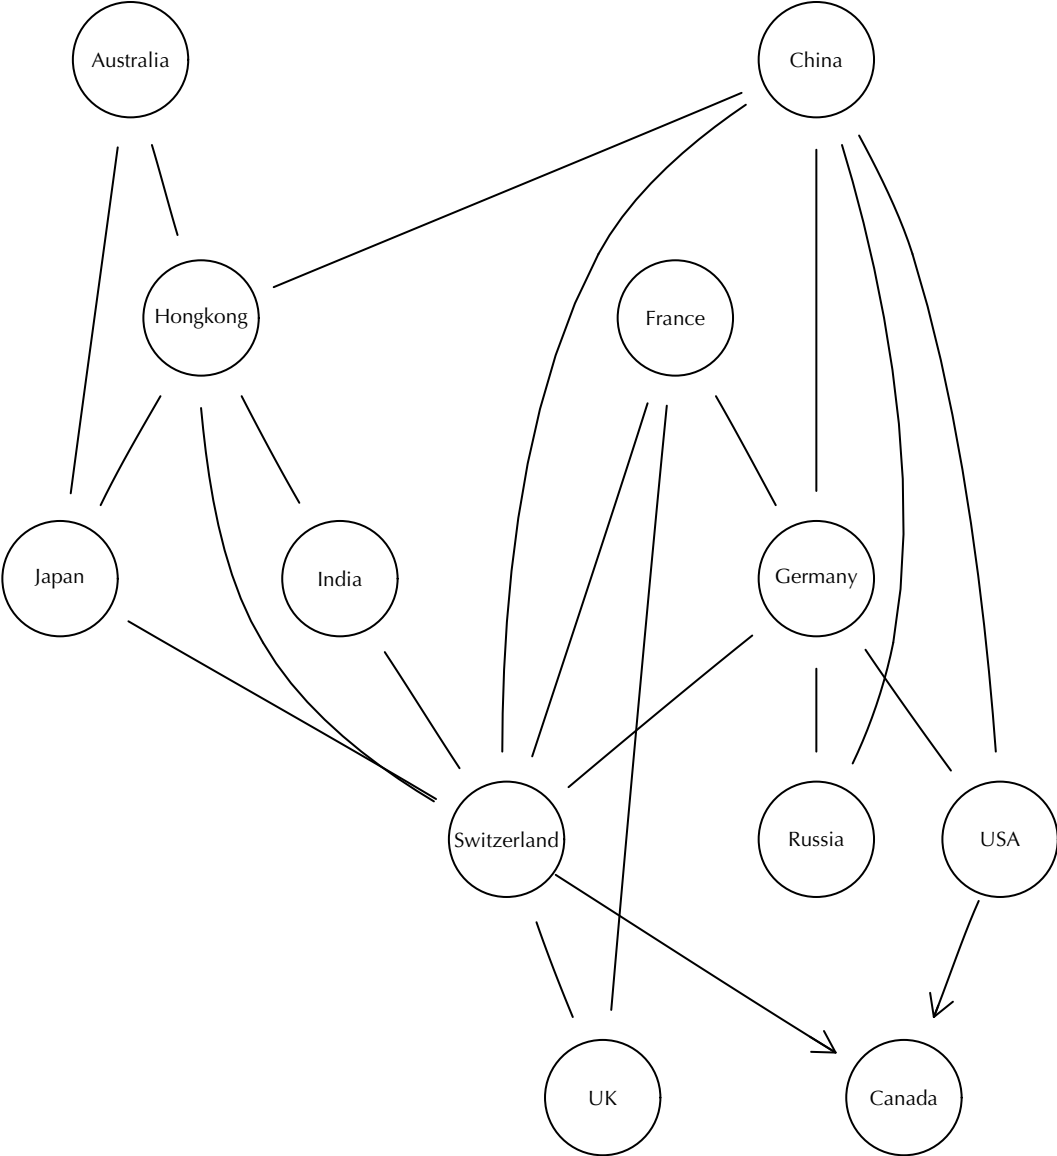 Australia
China
Hongkong
France
Japan
India
Germany
Switzerland
Russia
USA
UK
Canada